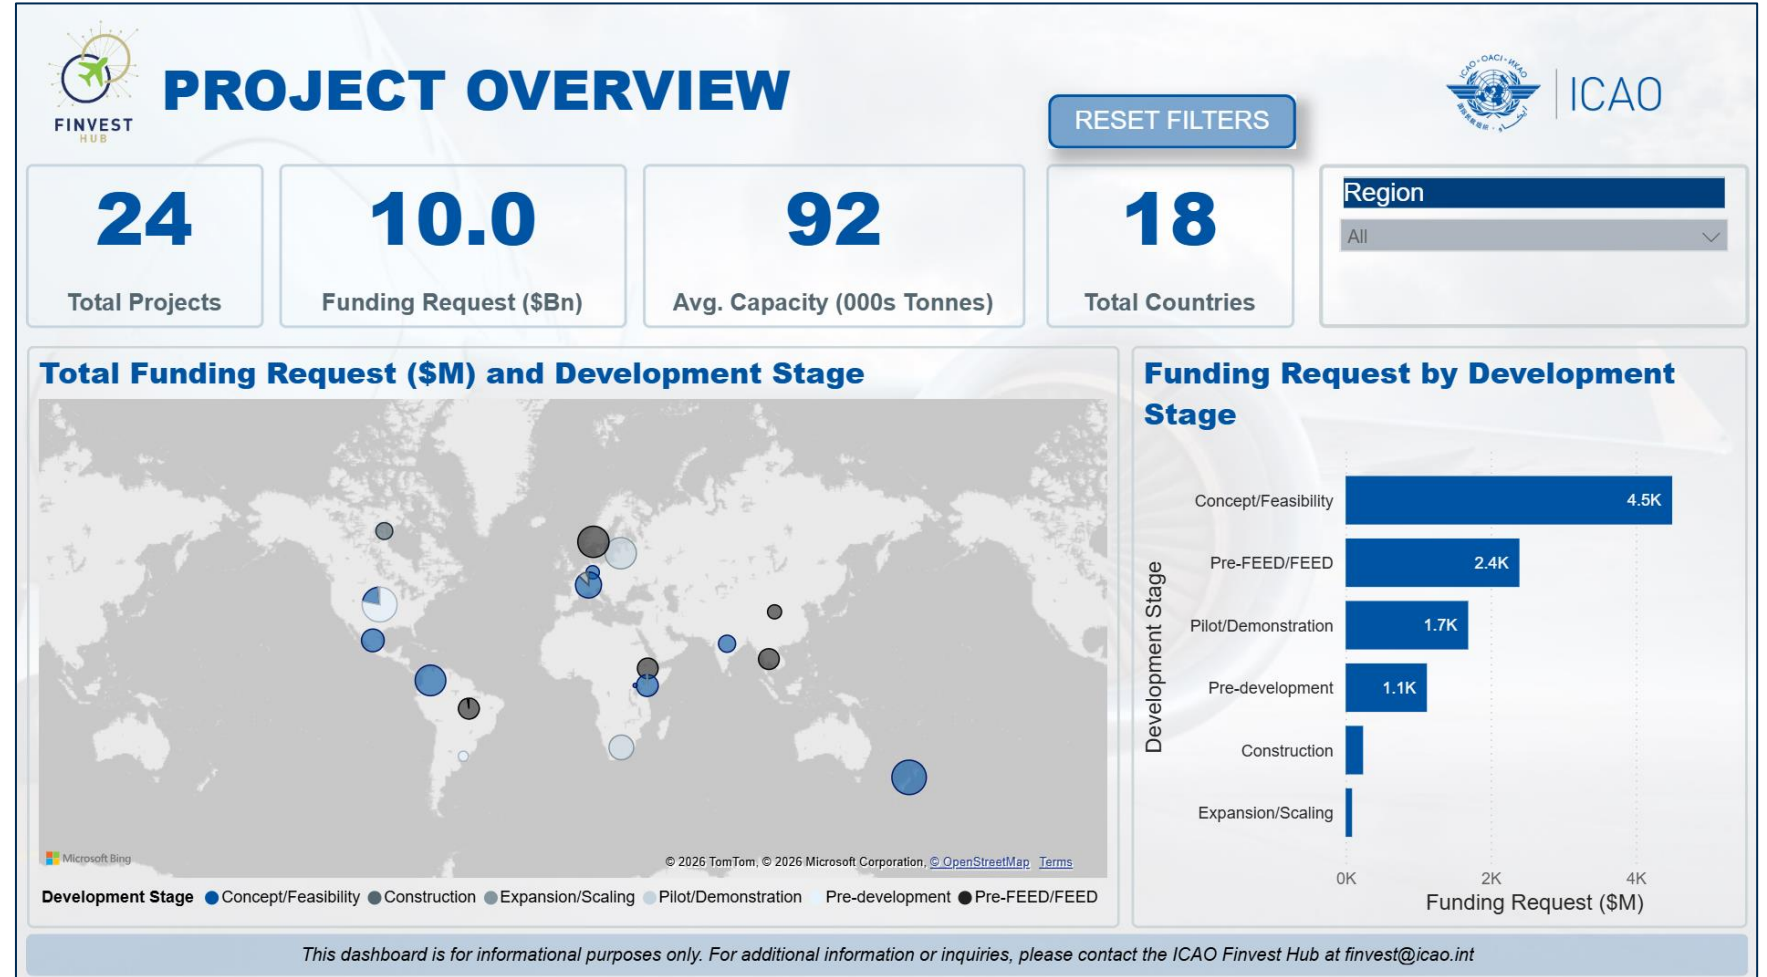 FINVEST
HUB
PROJECT OVERVIEW
RESET FILTERS
ICAO
24
Total Projects
10.0
Funding Request ($Bn)
92
Avg. Capacity (000s Tonnes)
18
Total Countries
Region
All
Total Funding Request ($M) and Development Stage
Microsoft Bing
© 2026 TomTom, © 2026 Microsoft Corporation, © OpenStreetMap Terms
Development Stage Concept/Feasibility Construction Expansion/Scaling Pilot/Demonstration Pre-development Pre-FEED/FEED
Funding Request by Development
Stage
Development Stage
Concept/Feasibility 4.5K
Pre-FEED/FEED 2.4K
Pilot/Demonstration 1.7K
Pre-development 1.1K
Construction
Expansion/Scaling
0K 2K 4K
Funding Request ($M)
This dashboard is for informational purposes only. For additional information or inquiries, please contact the ICAO Finvest Hub at finvest@icao.int